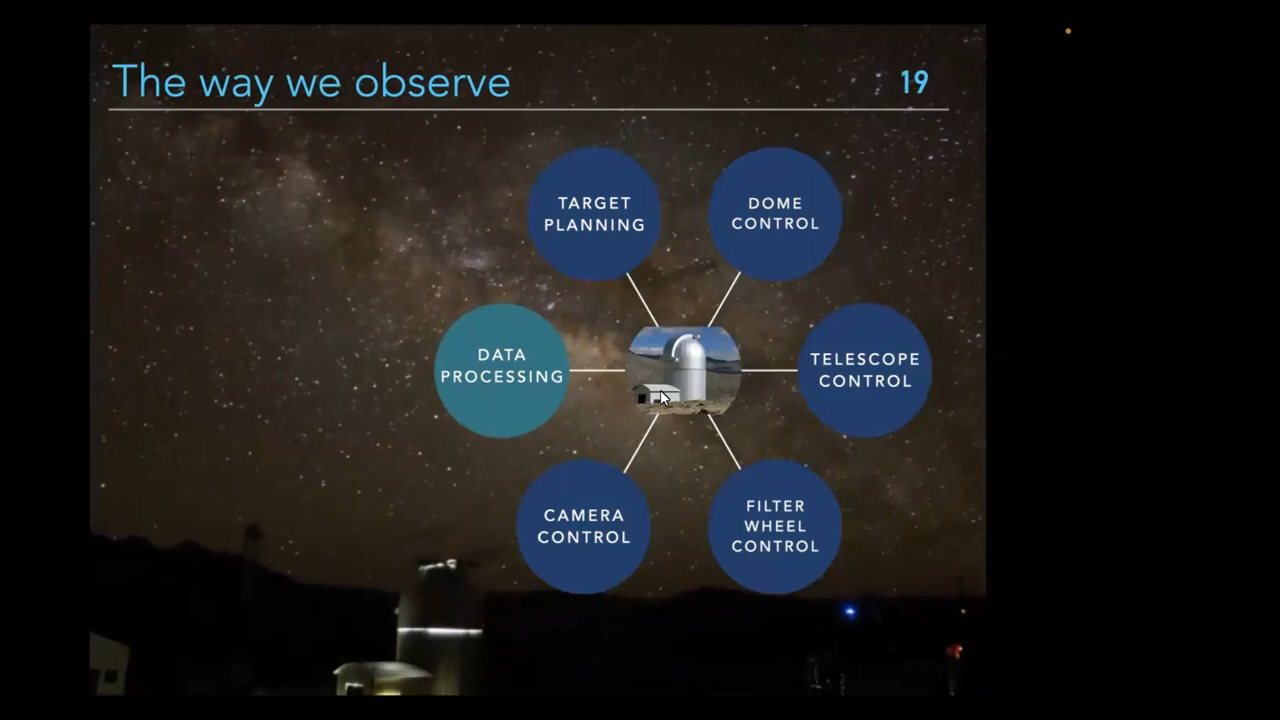 The way we observe
19
TARGET
PLANNING
DOME
CONTROL
DATA
PROCESSING
TELESCOPE
CONTROL
CAMERA
CONTROL
FILTER
WHEEL
CONTROL